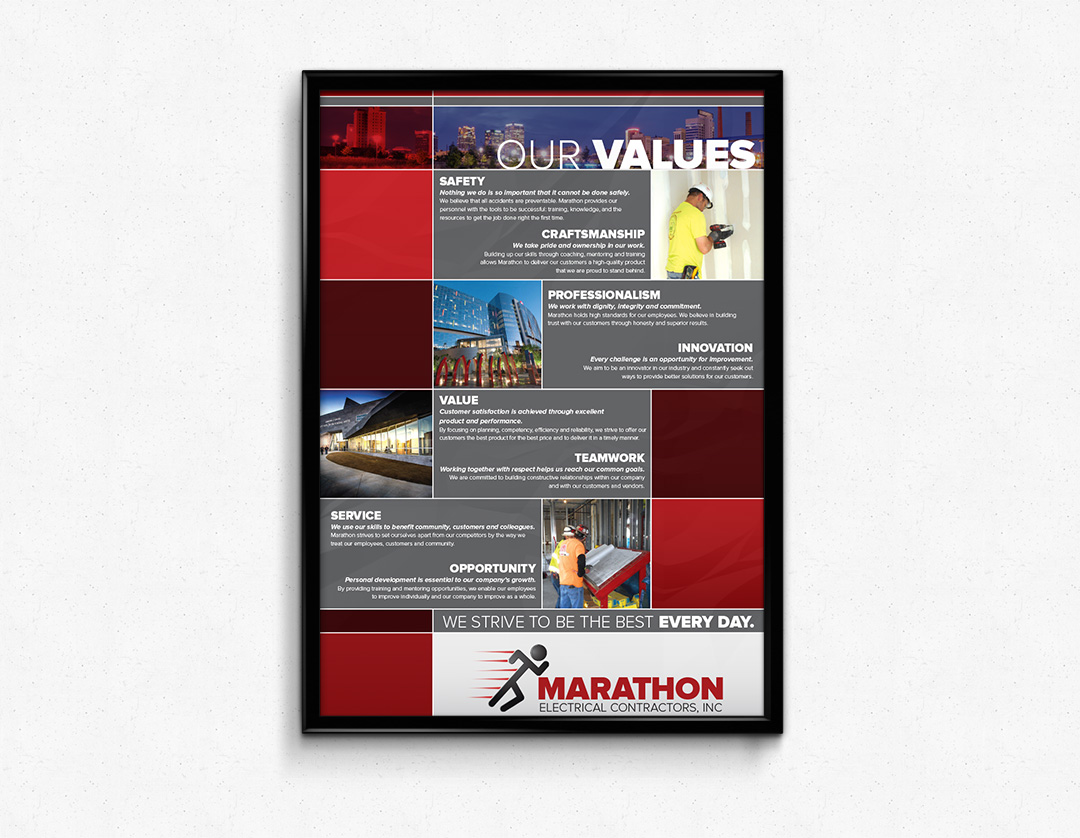 OUR VALUES
SAFETY
Nothing we do is so important that it cannot be done safely.
We believe that all accidents are preventable. Marathon provides our
personnel with the tools to be successful: training, knowledge, and the
resources to get the job done right the first time.
CRAFTSMANSHIP
We take pride and ownership in our work.
Building up our skills through coaching, mentoring and training
allows Marathon to deliver our customers a high-quality product
that we are proud to stand behind.
PROFESSIONALISM
We work with dignity, integrity and commitment.
Marathon holds high standards for our employees. We believe in building
trust with our customers through honesty and superior results.
INNOVATION
Every challenge is an opportunity for improvement.
We aim to be an innovator in our industry and constantly seek out
ways to provide better solutions for our customers.
VALUE
Customer satisfaction is achieved through excellent
product and performance.
By focusing on planning, competency, efficiency and reliability, we strive to offer our
customers the best product for the best price and to deliver it in a timely manner.
TEAMWORK
Working together with respect helps us reach our common goals.
We are committed to building constructive relationships within our company
and with our customers and vendors.
SERVICE
We use our skills to benefit community, customers and colleagues.
Marathon strives to set ourselves apart from our competitors by the way we
treat our employees, customers and community.
OPPORTUNITY
Personal development is essential to our company's growth.
By providing training and mentoring opportunities, we enable our employees
to improve individually and our company to improve as a whole.
WE STRIVE TO BE THE BEST EVERY DAY.
MARATHON
ELECTRICAL CONTRACTORS, INC